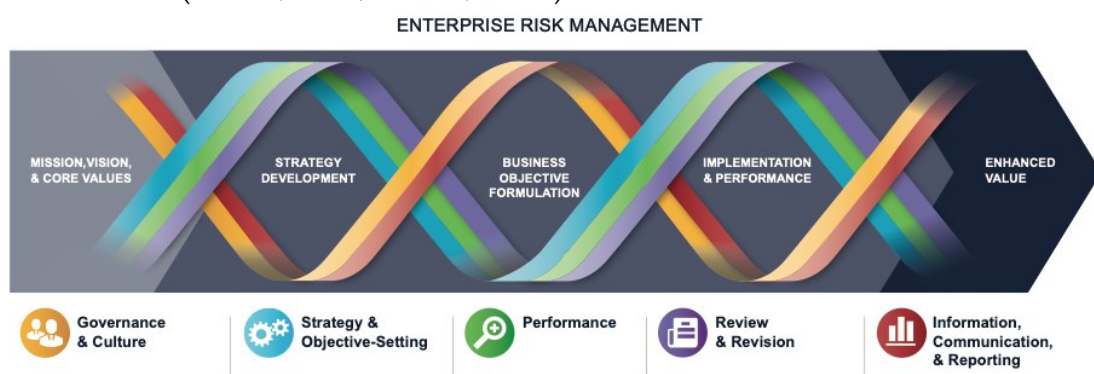 ENTERPRISE RISK MANAGEMENT
MISSION,VISION,
& CORE VALUES
STRATEGY
DEVELOPMENT
BUSINESS
OBJECTIVE
FORMULATION
IMPLEMENTATION
& PERFORMANCE
ENHANCED
VALUE
Governance
& Culture
Strategy &
Objective-Setting
Performance
Review
& Revision
Information,
Communication,
& Reporting